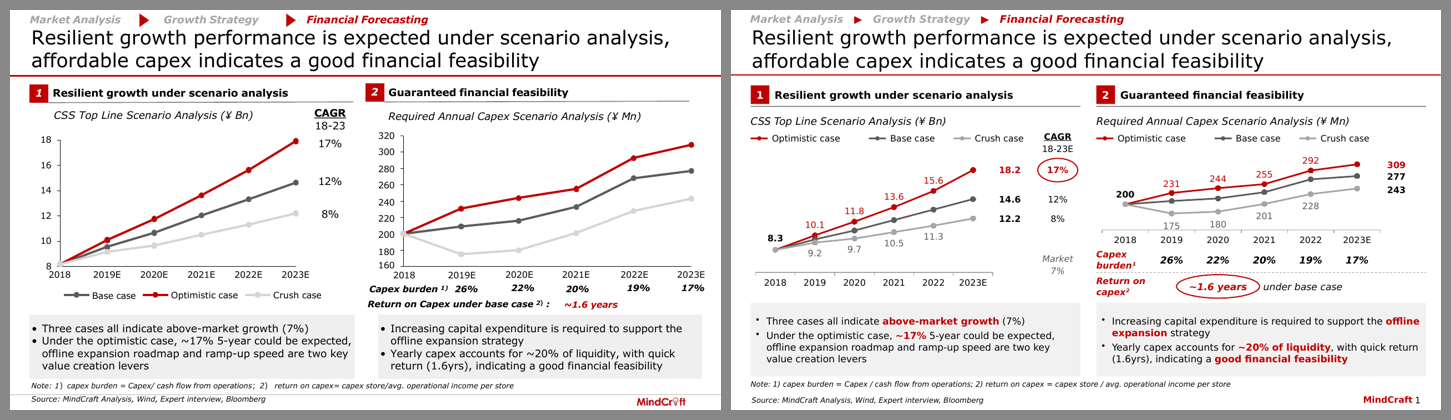 Market Analysis Growth Strategy Financial Forecasting
Resilient growth performance is expected under scenario analysis,
affordable capex indicates a good financial feasibility
1 Resilient growth under scenario analysis
CSS Top Line Scenario Analysis (¥ Bn)
CAGR
18-23
18
16
14
12
10
8
17%
12%
8%
2018 2019E 2020E 2021E 2022E 2023E
Base case Optimistic case Crush case
2 Guaranteed financial feasibility
Required Annual Capex Scenario Analysis (¥ Mn)
320
300
280
260
240
220
200
180
160
2018 2019E 2020E 2021E 2022E 2023E
Capex burden 1) 26% 22% 20% 19% 17%
Return on Capex under base case 2) : ~1.6 years
• Three cases all indicate above-market growth (7%)
• Under the optimistic case, ~17% 5-year could be expected,
offline expansion roadmap and ramp-up speed are two key
value creation levers
• Increasing capital expenditure is required to support the
offline expansion strategy
• Yearly capex accounts for ~20% of liquidity, with quick
return (1.6yrs), indicating a good financial feasibility
Note: 1) capex burden = Capex/ cash flow from operations; 2) return on capex= capex store/avg. operational income per store
Source: MindCraft Analysis, Wind, Expert interview, Bloomberg
MindCraft
Market Analysis Growth Strategy Financial Forecasting
Resilient growth performance is expected under scenario analysis,
affordable capex indicates a good financial feasibility
1 Resilient growth under scenario analysis
CSS Top Line Scenario Analysis (¥ Bn)
Optimistic case Base case Crush case
CAGR
18-23E
8.3
10.1
11.8
13.6
15.6
18.2 17%
14.6 12%
12.2 8%
9.2
9.7
10.5
11.3
Market
7%
2018 2019 2020 2021 2022 2023E
2 Guaranteed financial feasibility
Required Annual Capex Scenario Analysis (¥ Mn)
Optimistic case Base case Crush case
200
231
244
255
292
309
277
243
175
180
201
228
2018 2019 2020 2021 2022 2023E
Capex
burden¹
26% 22% 20% 19% 17%
Return on
capex²
~1.6 years under base case
• Three cases all indicate above-market growth (7%)
• Under the optimistic case, ~17% 5-year could be expected,
offline expansion roadmap and ramp-up speed are two key
value creation levers
• Increasing capital expenditure is required to support the offline
expansion strategy
• Yearly capex accounts for ~20% of liquidity, with quick return
(1.6yrs), indicating a good financial feasibility
Note: 1) capex burden = Capex / cash flow from operations; 2) return on capex = capex store / avg. operational income per store
Source: MindCraft Analysis, Wind, Expert interview, Bloomberg
MindCraft 1